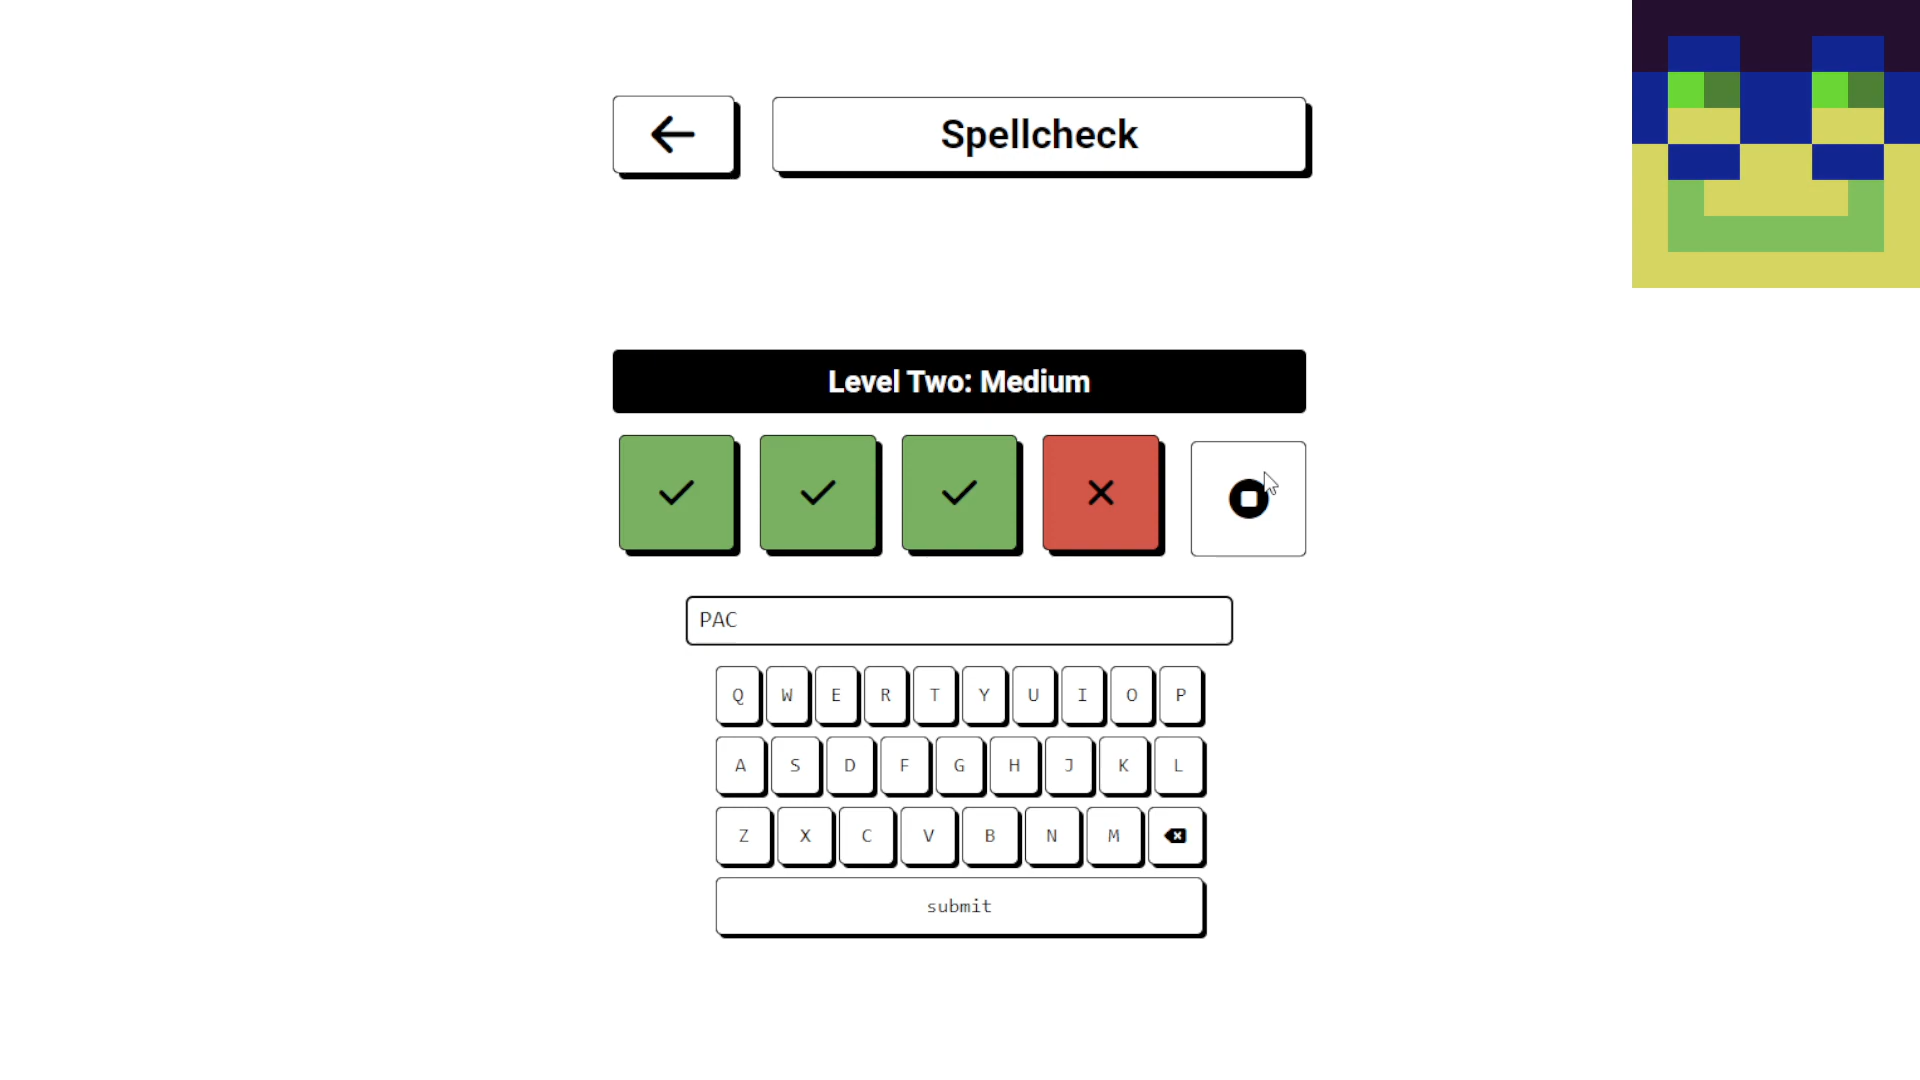 Spellcheck
Level Two: Medium
PAC
Q W E R T Y U I O P
A S D F G H J K L
Z X C V B N M
submit